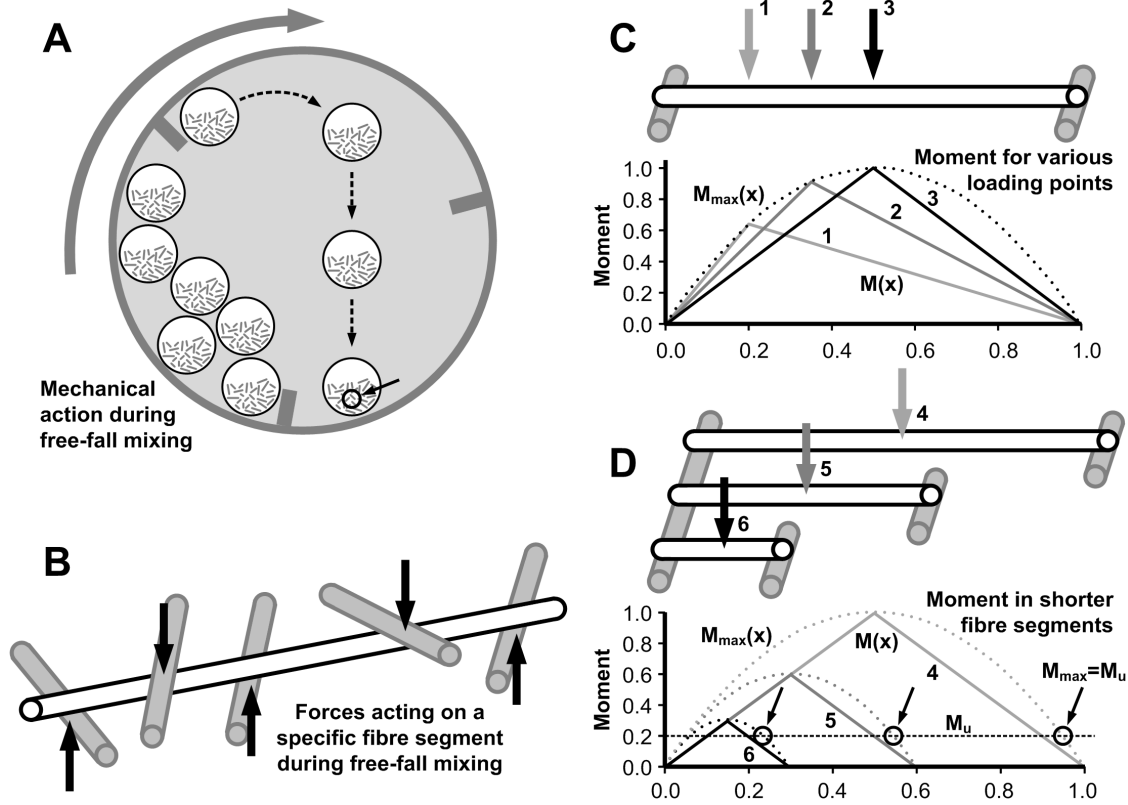 A
Mechanical
action during
free-fall mixing
B
Forces acting on a
specific fibre segment
during free-fall mixing
C
1 2 3
Moment for various
loading points
Moment
1.0
0.8
0.6
0.4
0.2
0.0
Mmax(x)
3
2
1
M(x)
0.0 0.2 0.4 0.6 0.8 1.0
D
4
5
6
Moment in shorter
fibre segments
Moment
1.0
0.8
0.6
0.4
0.2
0.0
Mmax(x)
M(x)
4
Mmax=Mu
5
Mu
6
0.0 0.2 0.4 0.6 0.8 1.0